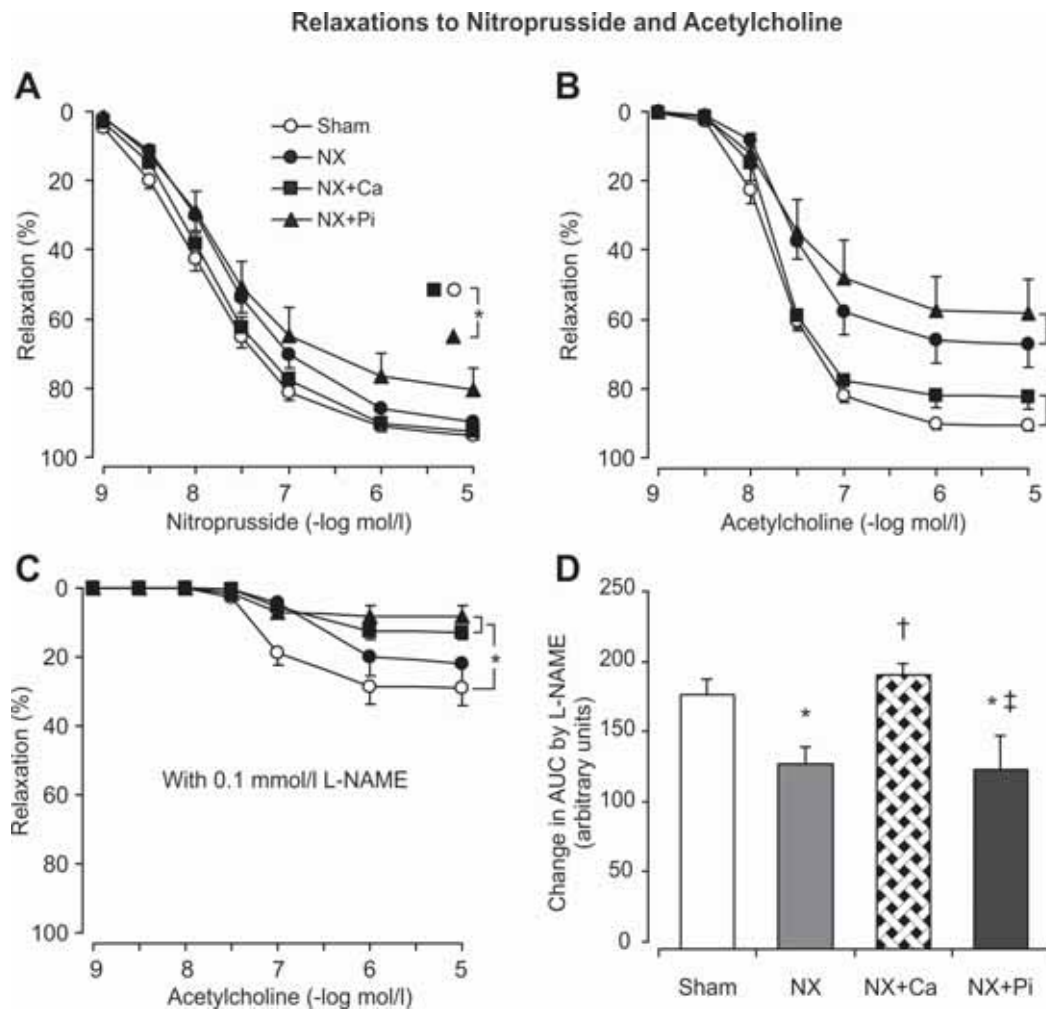 Relaxations to Nitroprusside and Acetylcholine
A
Relaxation (%)
0
20
40
60
80
100
Sham
NX
NX+Ca
NX+Pi
*
9 8 7 6 5
Nitroprusside (-log mol/l)
B
Relaxation (%)
0
20
40
60
80
100
9 8 7 6 5
Acetylcholine (-log mol/l)
C
Relaxation (%)
0
20
40
60
80
100
*
With 0.1 mmol/l L-NAME
9 8 7 6 5
Acetylcholine (-log mol/l)
D
Change in AUC by L-NAME
(arbitrary units)
250
200
150
100
50
0
*
†
* ‡
Sham NX NX+Ca NX+Pi